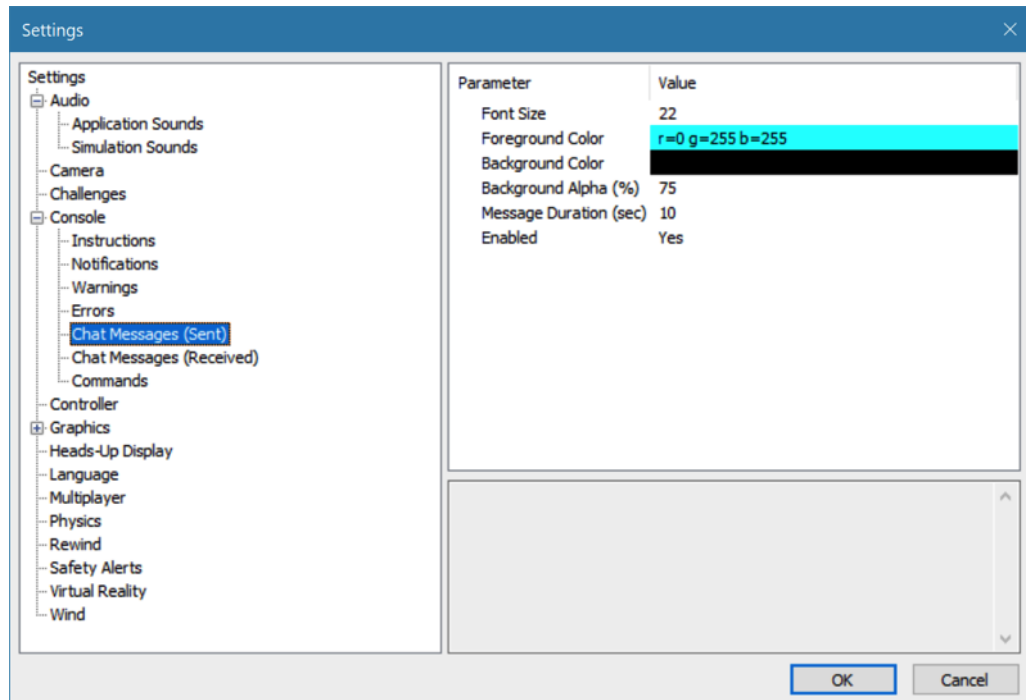 Settings
Settings
Audio
Application Sounds
Simulation Sounds
Camera
Challenges
Console
Instructions
Notifications
Warnings
Errors
Chat Messages (Sent)
Chat Messages (Received)
Commands
Controller
Graphics
Heads-Up Display
Language
Multiplayer
Physics
Rewind
Safety Alerts
Virtual Reality
Wind
Parameter Value
Font Size 22
Foreground Color r=0 g=255 b=255
Background Color
Background Alpha (%) 75
Message Duration (sec) 10
Enabled Yes
OK Cancel